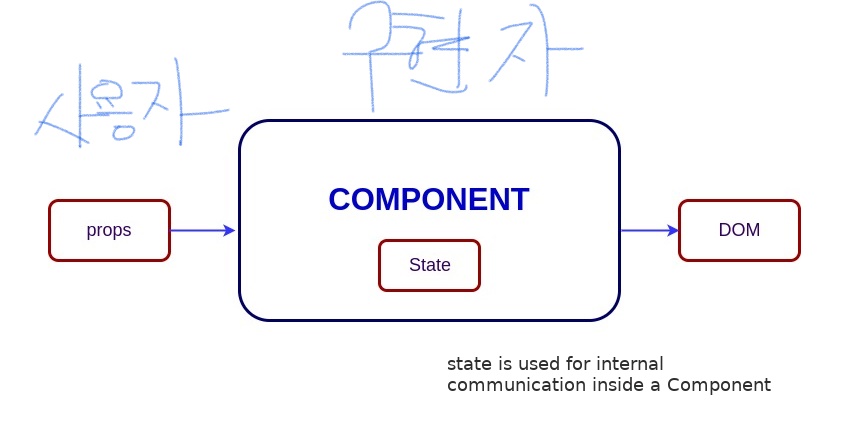 구현자
사용자
COMPONENT
props
State
DOM
state is used for internal
communication inside a Component